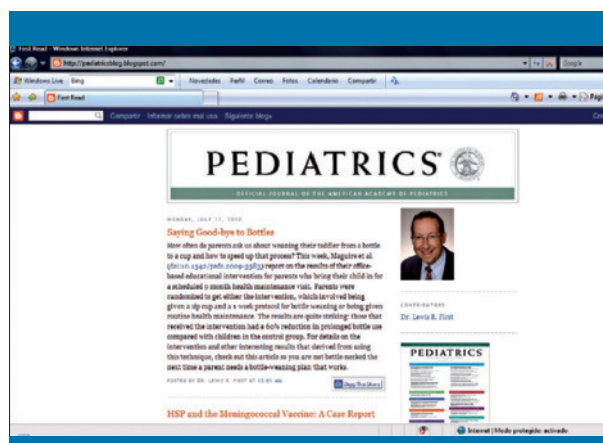 First Read - Windows Internet Explorer
http://pediatricsblog.blogspot.com/
Google
Windows Live Bing Novedades Perfil Correo Fotos Calendario Compartir
First Read
Compartir Informar sobre mal uso Siguiente blog»
PEDIATRICS
OFFICIAL JOURNAL OF THE AMERICAN ACADEMY OF PEDIATRICS
MONDAY, JULY
Saying Good-bye to Bottles
How often do parents ask us about weaning their toddler from a bottle
to a cup and how to speed up that process? This week, Maguire et al.
report on the results of their office-
based educational intervention for parents who bring their child in for
a scheduled 9 month health maintenance visit. Parents were
randomized to get either the intervention, which involved being
given a sip cup and a 1 week protocol for bottle weaning or being given
routine health maintenance. The results are quite striking: those that
received the intervention had a 60% reduction in prolonged bottle use
compared with children in the control group. For details on the
intervention and other interesting results that derived from using
this technique, check out this article so you are not bottle-necked the
next time a parent needs a bottle-weaning plan that works.
POSTED BY DR. LEWIS R. FIRST AT 12:01 AM
Digg This Story
HSP and the Meningococcal Vaccine: A Case Report
CONTRIBUTORS
Dr. Lewis R. First
PEDIATRICS
Internet | Modo protegido: activado